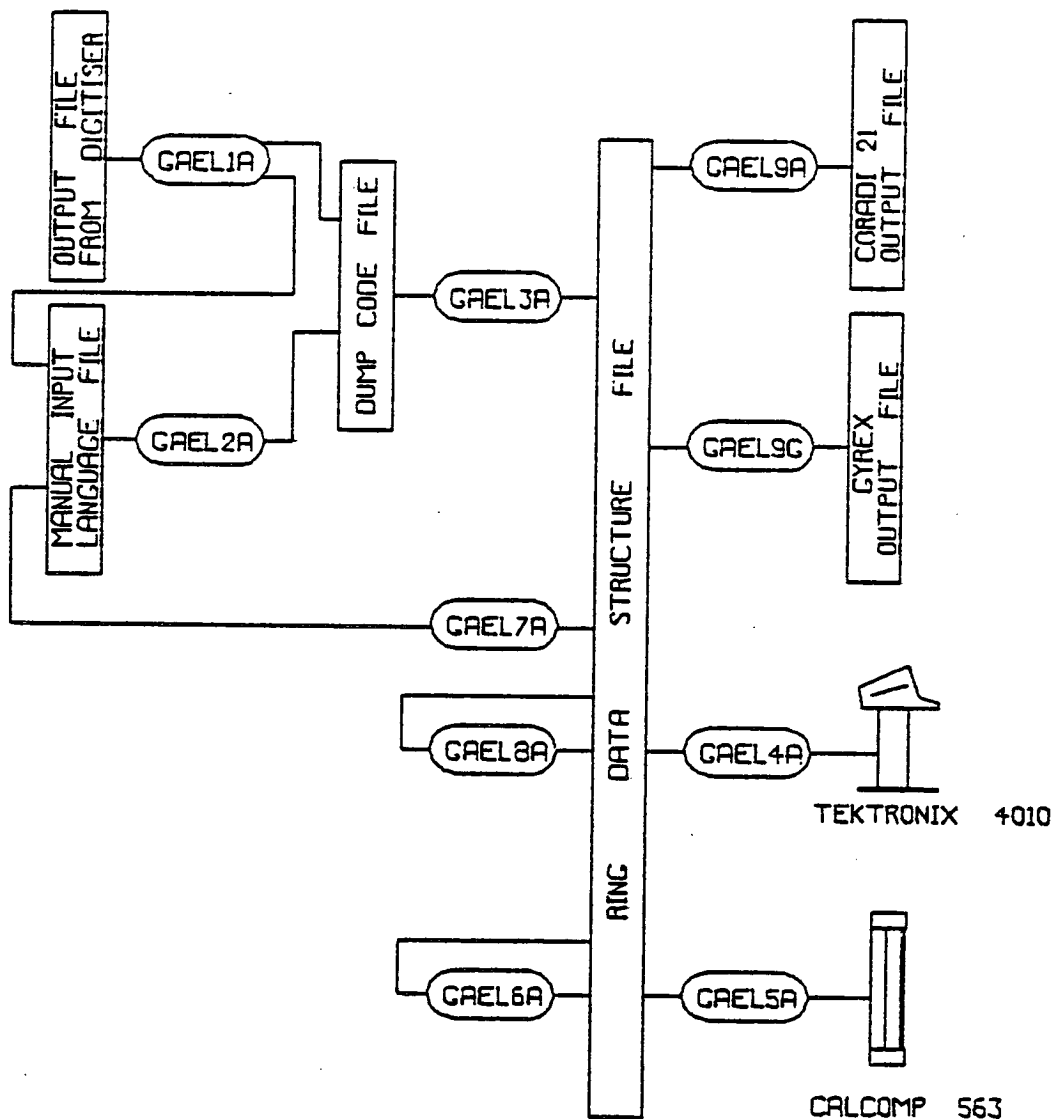 OUTPUT FILE
FROM DIGITISER
GAEL1A
MANUAL INPUT
LANGUAGE FILE
GAEL2A
DUMP CODE FILE
GAEL3A
GAEL7A
GAEL8A
GAEL6A
RING DATA STRUCTURE FILE
GAEL9A
CORADI 21
OUTPUT FILE
GAEL9G
GYREX
OUTPUT FILE
GAEL4A
TEKTRONIX 4010
GAEL5A
CALCOMP 563